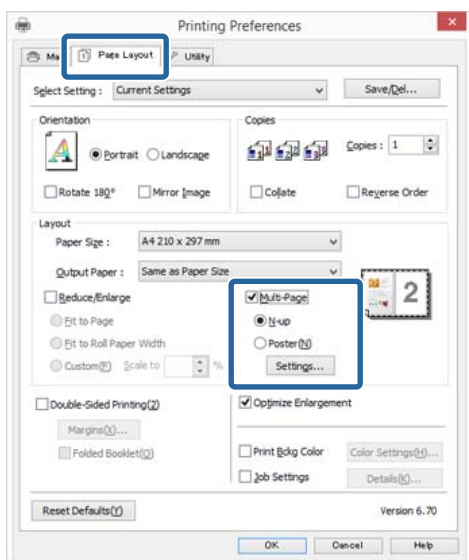 Printing Preferences
Ma
Page Layout
Utility
Select Setting : Current Settings Save/Del...
Orientation
Portrait Landscape
Rotate 180° Mirror Image
Copies
Copies : 1
Collate Reverse Order
Layout
Paper Size : A4 210 x 297 mm
Output Paper : Same as Paper Size
Reduce/Enlarge
Fit to Page
Fit to Roll Paper Width
Custom(F) Scale to %
Multi-Page
N-up
Poster(N)
Settings...
2
Double-Sided Printing(2)
Margins(X)...
Folded Booklet(Q)
Optimize Enlargement
Print Bckg Color Color Settings(H)...
Job Settings Details(K)...
Reset Defaults(Y) Version 6.70
OK Cancel Help